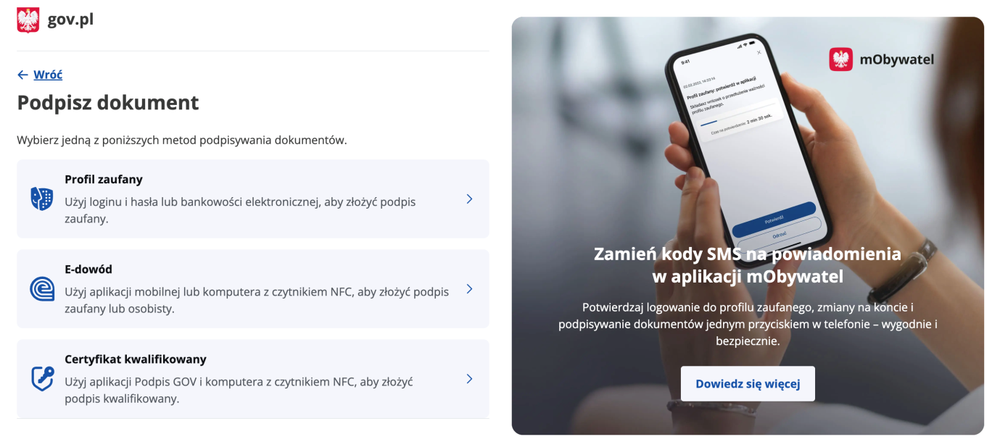 gov.pl
← Wróć
Podpisz dokument
Wybierz jedną z poniższych metod podpisywania dokumentów.
Profil zaufany
Użyj loginu i hasła lub bankowości elektronicznej, aby złożyć podpis
zaufany.
E-dowód
Użyj aplikacji mobilnej lub komputera z czytnikiem NFC, aby złożyć podpis
zaufany lub osobisty.
Certyfikat kwalifikowany
Użyj aplikacji Podpis GOV i komputera z czytnikiem NFC, aby złożyć
podpis kwalifikowany.
mObywatel
9:41
Profil zaufany: potwierdź w aplikacji
Składasz wniosek o przedłużenie ważności
profilu zaufanego.
Czas na potwierdzenie: 2 min 30 sek.
Potwierdź
Odrzuć
Zamień kody SMS na powiadomienia
w aplikacji mObywatel
Potwierdzaj logowanie do profilu zaufanego, zmiany na koncie i
podpisywanie dokumentów jednym przyciskiem w telefonie – wygodnie i
bezpiecznie.
Dowiedz się więcej